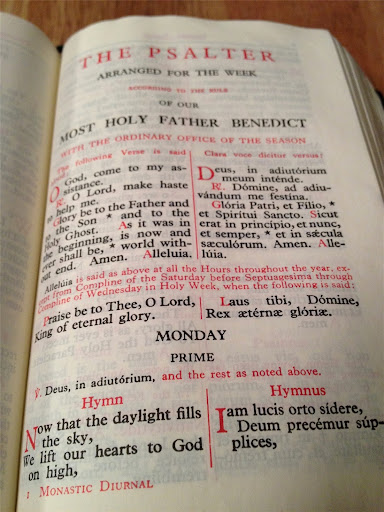 THE PSALTER
ARRANGED FOR THE WEEK
ACCORDING TO THE RULE
OF OUR
MOST HOLY FATHER BENEDICT
WITH THE ORDINARY OFFICE OF THE SEASON
The following Verse is said
O God, come to my as-
sistance.
℟. O Lord, make haste
to help me.
Glory be to the Father and
the Son * and to the
Holy Ghost. As it was in
the beginning, is now and
ever shall be, * world with-
out end. Amen. Alleluia.
Clara voce dicitur versus:
Deus, in adiutórium
meum inténde.
℟. Dómine, ad adiu-
vándum me festína.
Glória Patri, et Fílio, *
et Spirítui Sancto. Sicut
erat in princípio, et nunc,
et semper, * et in sǽcula
sæculórum. Amen. Alle-
lúia.
Allelúia is said as above at all the Hours throughout the year, ex-
cept from Compline of the Saturday before Septuagesima through
Compline of Wednesday in Holy Week, when the following is said:
Praise be to Thee, O Lord,
King of eternal glory.
Laus tibi, Dómine,
Rex ætérnæ glóriæ.
MONDAY
PRIME
℣. Deus, in adiutórium, and the rest as noted above.
Hymn
Now that the daylight fills
the sky,
We lift our hearts to God
on high,
Hymnus
Iam lucis orto sídere,
Deum precémur súp-
plices,
1 MONASTIC DIURNAL